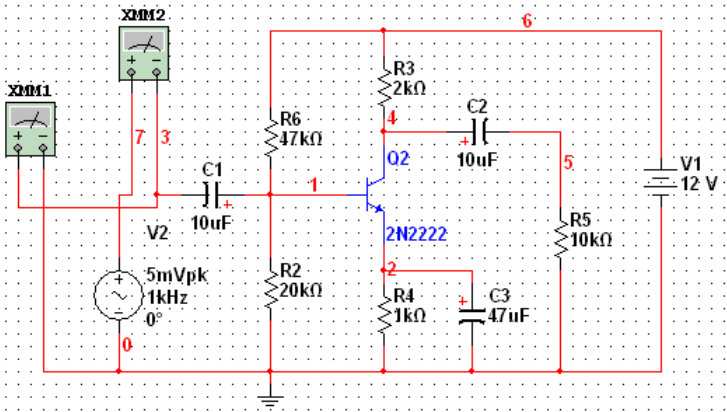 XMM2
+ −
XMM1
+ −
6
R3
2kΩ
4
C2
+
10uF
5
R6
47kΩ
7 3
Q2
V1
12 V
C1
+
10uF
1
V2
2N2222
R5
10kΩ
5mVpk
1kHz
0°
+
−
R2
20kΩ
2
R4
1kΩ
+
C3
47uF
0